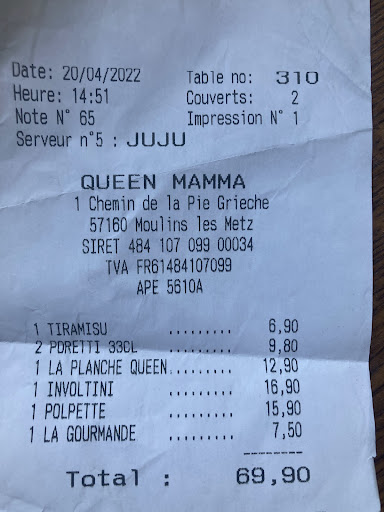 Date: 20/04/2022 Table no: 310
Heure: 14:51 Couverts: 2
Note N° 65 Impression N° 1
Serveur n°5 : JUJU
QUEEN MAMMA
1 Chemin de la Pie Grieche
57160 Moulins les Metz
SIRET 484 107 099 00034
TVA FR61484107099
APE 5610A
1 TIRAMISU ......... 6,90
2 PORETTI 33CL ......... 9,80
1 LA PLANCHE QUEEN ......... 12,90
1 INVOLTINI ......... 16,90
1 POLPETTE ......... 15,90
1 LA GOURMANDE ......... 7,50
---------
Total : 69,90